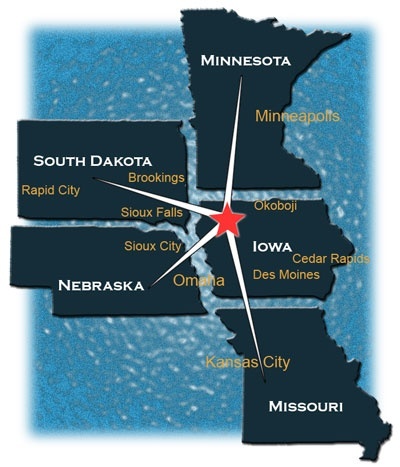 MINNESOTA
Minneapolis
SOUTH DAKOTA
Brookings
Rapid City
Sioux Falls
Okoboji
Sioux City
IOWA
Cedar Rapids
Des Moines
Omaha
NEBRASKA
Kansas City
MISSOURI